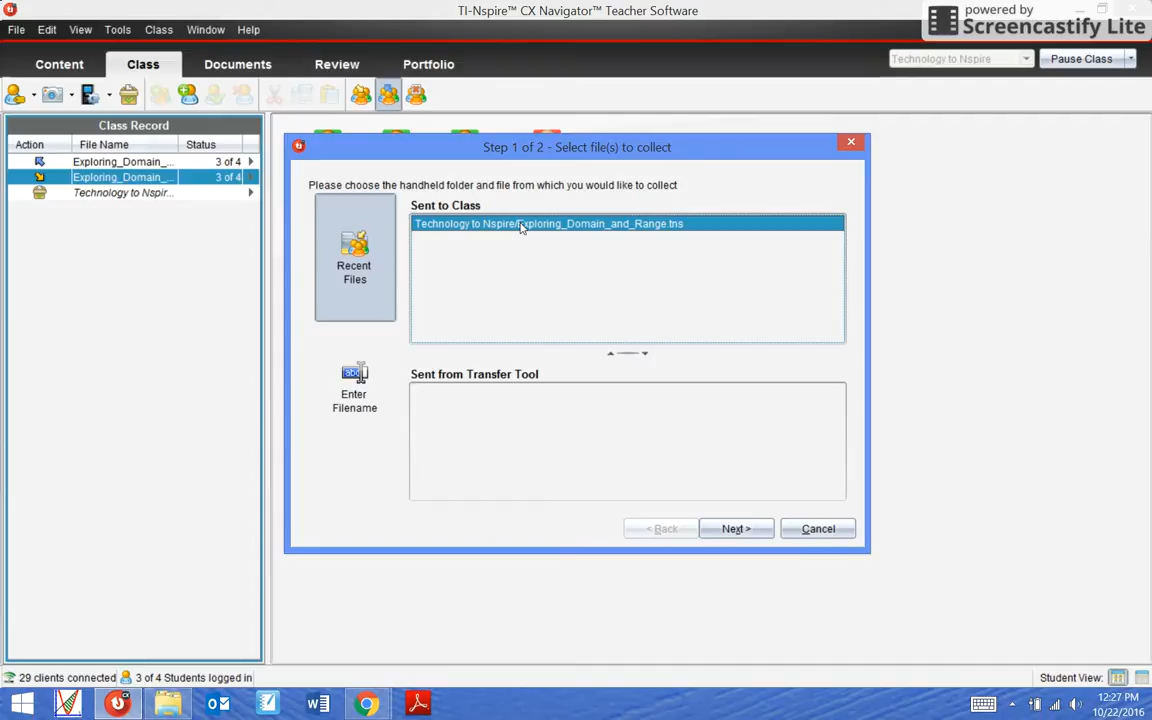 TI-Nspire™ CX Navigator™ Teacher Software
powered by
Screencastify Lite
File Edit View Tools Class Window Help
Content Class Documents Review Portfolio
Technology to Nspire
Pause Class
Class Record
Action File Name Status
Exploring_Domain_... 3 of 4
Exploring_Domain_... 3 of 4
Technology to Nspir...
Step 1 of 2 - Select file(s) to collect
Please choose the handheld folder and file from which you would like to collect
Recent
Files
Enter
Filename
Sent to Class
Technology to Nspire/Exploring_Domain_and_Range.tns
Sent from Transfer Tool
< Back Next > Cancel
29 clients connected 3 of 4 Students logged in
Student View:
12:27 PM
10/22/2016